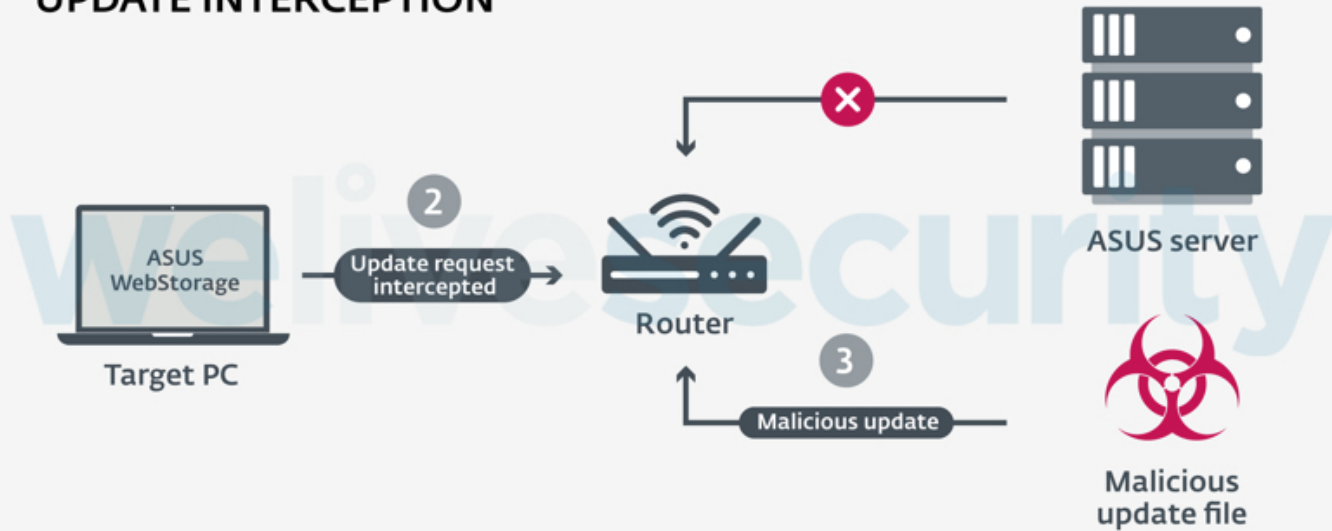 UPDATE INTERCEPTION
ASUS
WebStorage
Target PC
2
Update request
intercepted
Router
3
Malicious update
ASUS server
Malicious
update file
welivesecurity